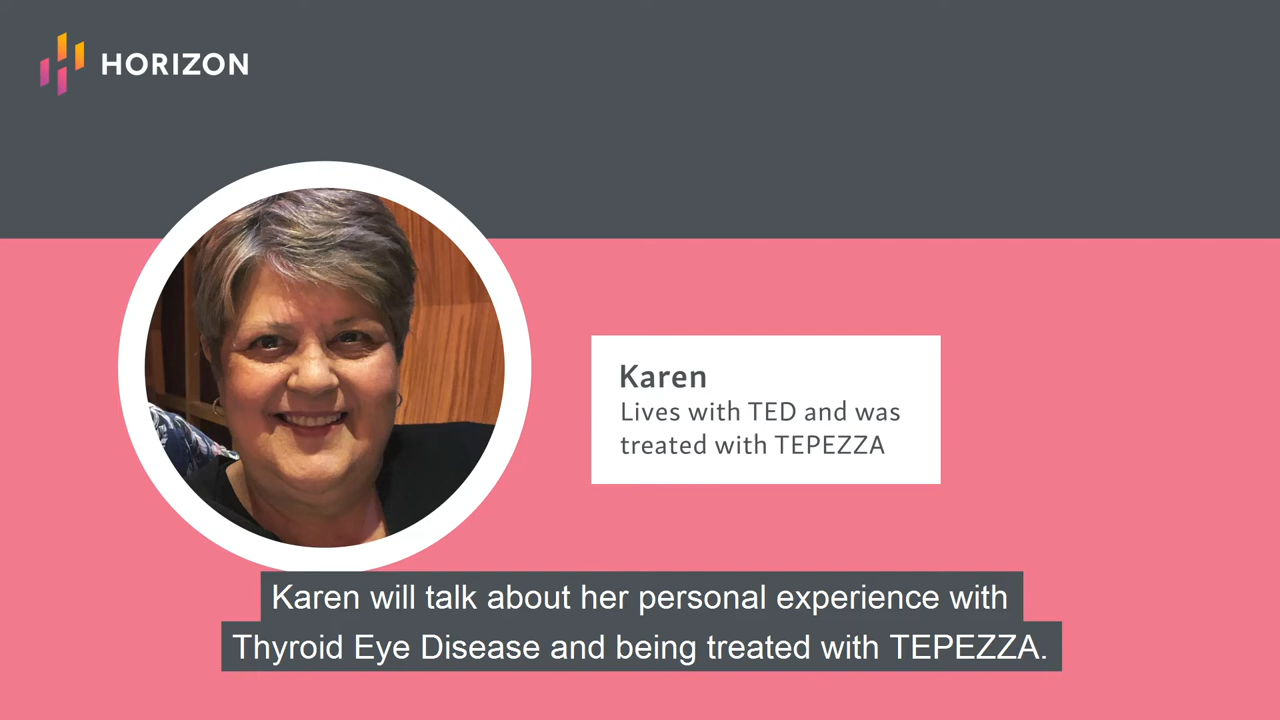 HORIZON
Karen
Lives with TED and was
treated with TEPEZZA
Karen will talk about her personal experience with
Thyroid Eye Disease and being treated with TEPEZZA.